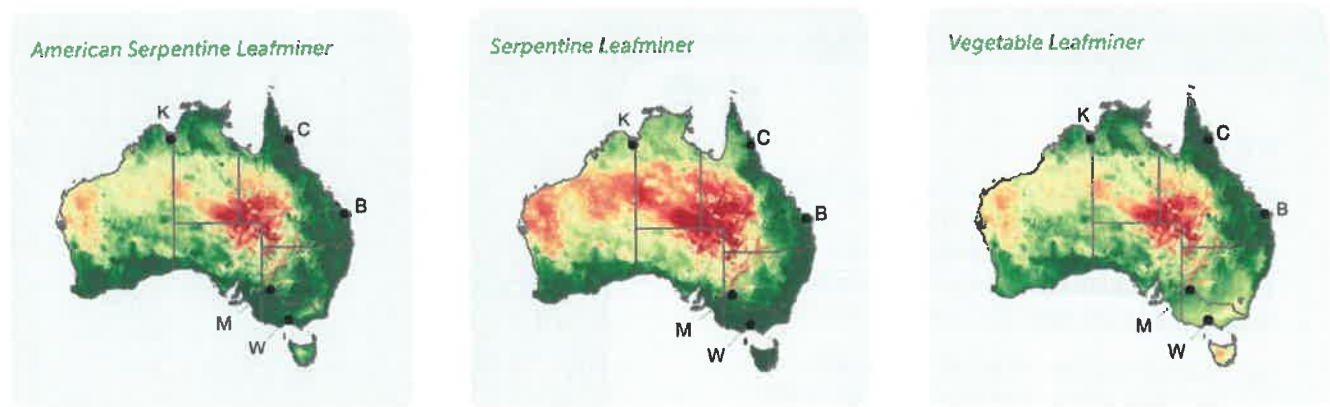 American Serpentine Leafminer
K
C
B
M
W
Serpentine Leafminer
K
C
B
M
W
Vegetable Leafminer
K
C
B
M
W